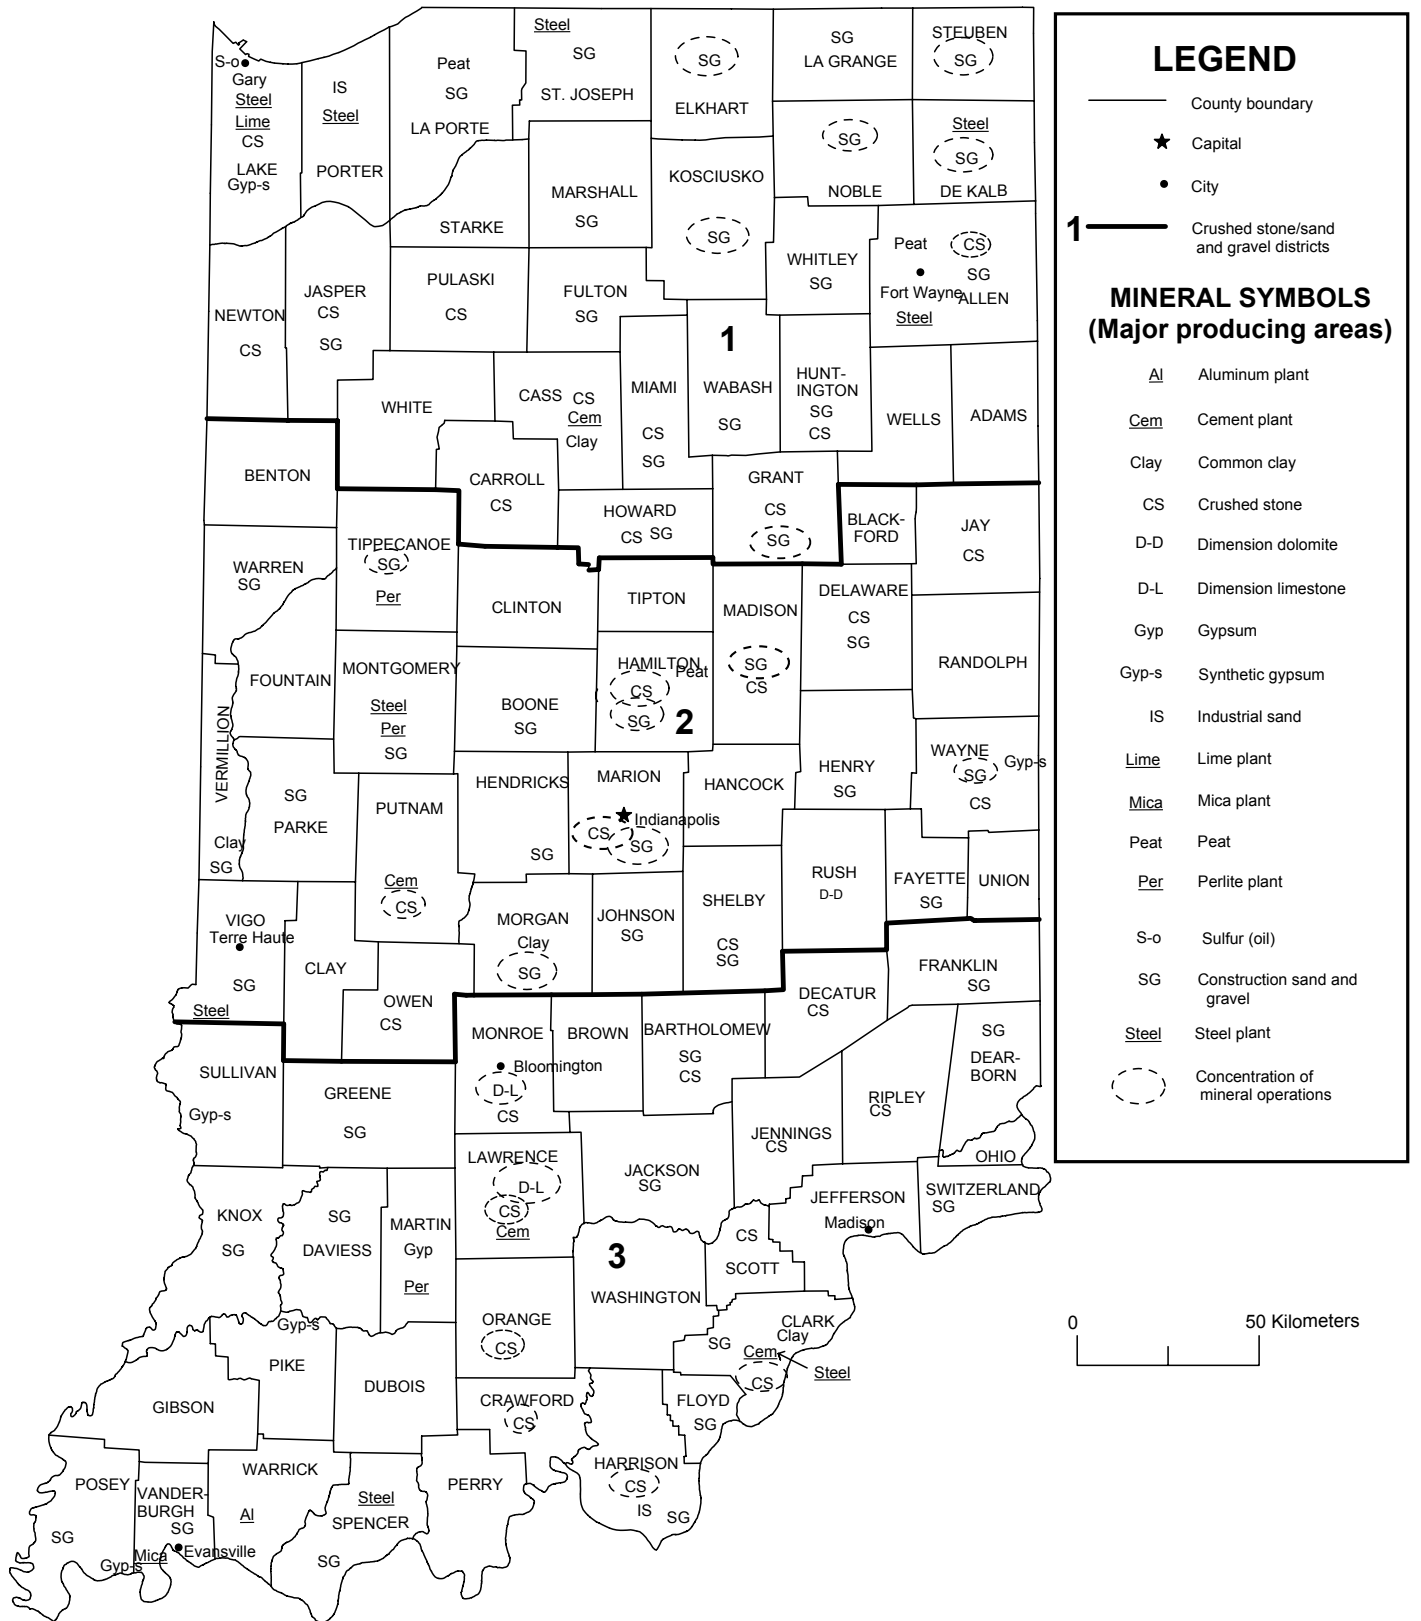 Steel
SG
ST. JOSEPH
S-o
Gary
Steel
Lime
CS
LAKE
Gyp-s
IS
Steel
PORTER
Peat
SG
LA PORTE
SG
ELKHART
SG
LA GRANGE
STEUBEN
SG
STARKE
MARSHALL
SG
KOSCIUSKO
SG
SG
NOBLE
Steel
SG
DE KALB
NEWTON
CS
JASPER
CS
SG
PULASKI
CS
FULTON
SG
WHITLEY
SG
Peat
CS
SG
Fort Wayne
ALLEN
Steel
1
WABASH
SG
WHITE
CASS
CS
Cem
Clay
MIAMI
CS
SG
HUNT-
INGTON
SG
CS
WELLS
ADAMS
BENTON
CARROLL
CS
HOWARD
CS SG
GRANT
CS
SG
BLACK-
FORD
JAY
CS
WARREN
SG
TIPPECANOE
SG
Per
CLINTON
TIPTON
MADISON
SG
CS
DELAWARE
CS
SG
RANDOLPH
FOUNTAIN
MONTGOMERY
Steel
Per
SG
BOONE
SG
HAMILTON
Peat
CS
SG
2
VERMILLION
Clay
SG
SG
PARKE
PUTNAM
Cem
CS
HENDRICKS
SG
MARION
Indianapolis
CS
SG
HANCOCK
HENRY
SG
WAYNE
SG
Gyp-s
CS
VIGO
Terre Haute
SG
Steel
CLAY
OWEN
CS
MORGAN
Clay
SG
JOHNSON
SG
SHELBY
CS
SG
RUSH
D-D
FAYETTE
SG
UNION
SULLIVAN
Gyp-s
GREENE
SG
MONROE
Bloomington
D-L
CS
BROWN
BARTHOLOMEW
SG
CS
DECATUR
CS
FRANKLIN
SG
SG
DEAR-
BORN
RIPLEY
CS
JENNINGS
CS
OHIO
KNOX
SG
SG
DAVIESS
MARTIN
Gyp
Per
LAWRENCE
D-L
CS
Cem
JACKSON
SG
JEFFERSON
Madison
SWITZERLAND
SG
3
WASHINGTON
CS
SCOTT
Gyp-s
PIKE
DUBOIS
ORANGE
CS
CLARK
Clay
SG
Cem
CS
Steel
GIBSON
CRAWFORD
CS
FLOYD
SG
HARRISON
CS
IS
SG
POSEY
SG
Gyp-s
VANDER-
BURGH
SG
Mica
Evansville
WARRICK
Al
Steel
SPENCER
SG
PERRY
LEGEND
County boundary
Capital
City
1
Crushed stone/sand
and gravel districts
MINERAL SYMBOLS
(Major producing areas)
Al Aluminum plant
Cem Cement plant
Clay Common clay
CS Crushed stone
D-D Dimension dolomite
D-L Dimension limestone
Gyp Gypsum
Gyp-s Synthetic gypsum
IS Industrial sand
Lime Lime plant
Mica Mica plant
Peat Peat
Per Perlite plant
S-o Sulfur (oil)
SG Construction sand and
gravel
Steel Steel plant
Concentration of
mineral operations
0 50 Kilometers